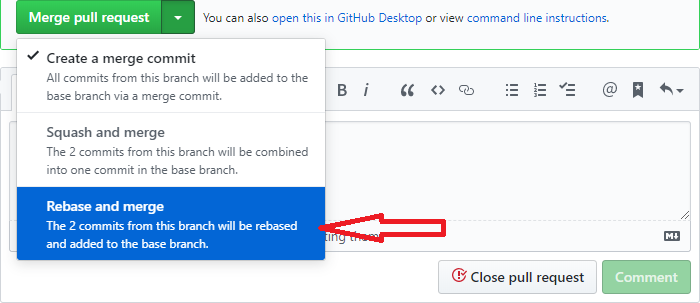 Merge pull request
You can also open this in GitHub Desktop or view command line instructions.
Create a merge commit
All commits from this branch will be added to the
base branch via a merge commit.
B i @
Squash and merge
The 2 commits from this branch will be combined
into one commit in the base branch.
Rebase and merge
The 2 commits from this branch will be rebased
and added to the base branch.
ting them
M
Close pull request
Comment